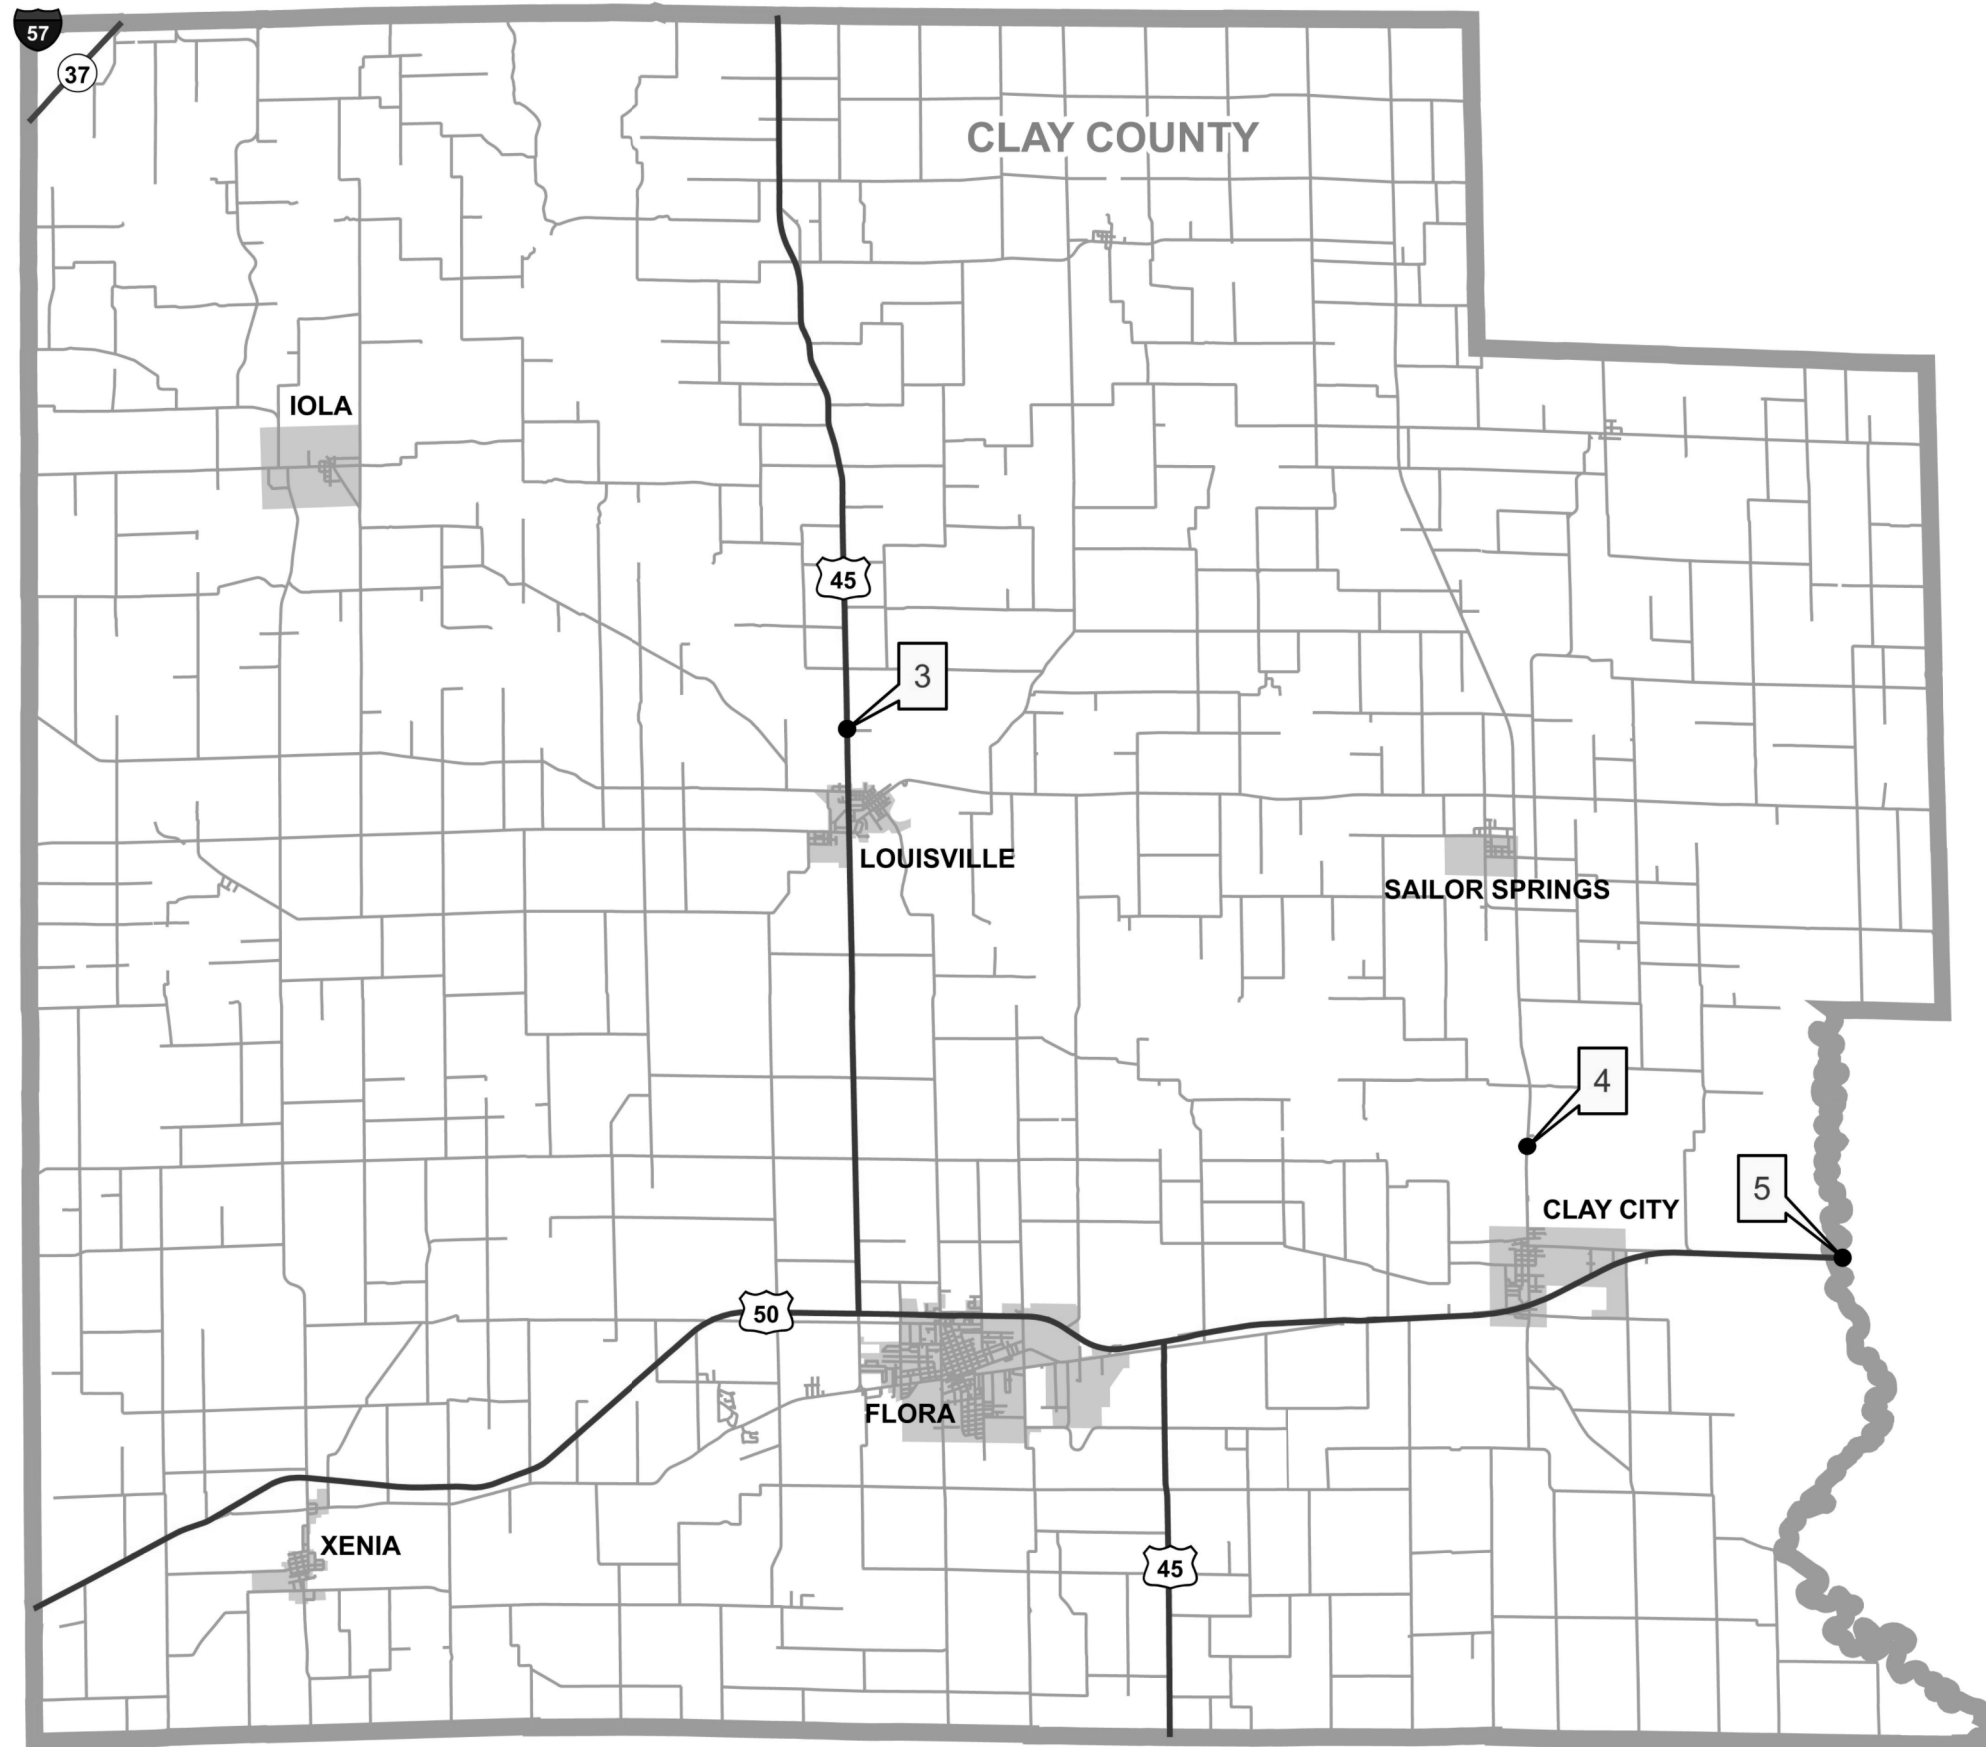 57
37
CLAY COUNTY
IOLA
45
3
LOUISVILLE
SAILOR SPRINGS
4
5
CLAY CITY
50
FLORA
XENIA
45